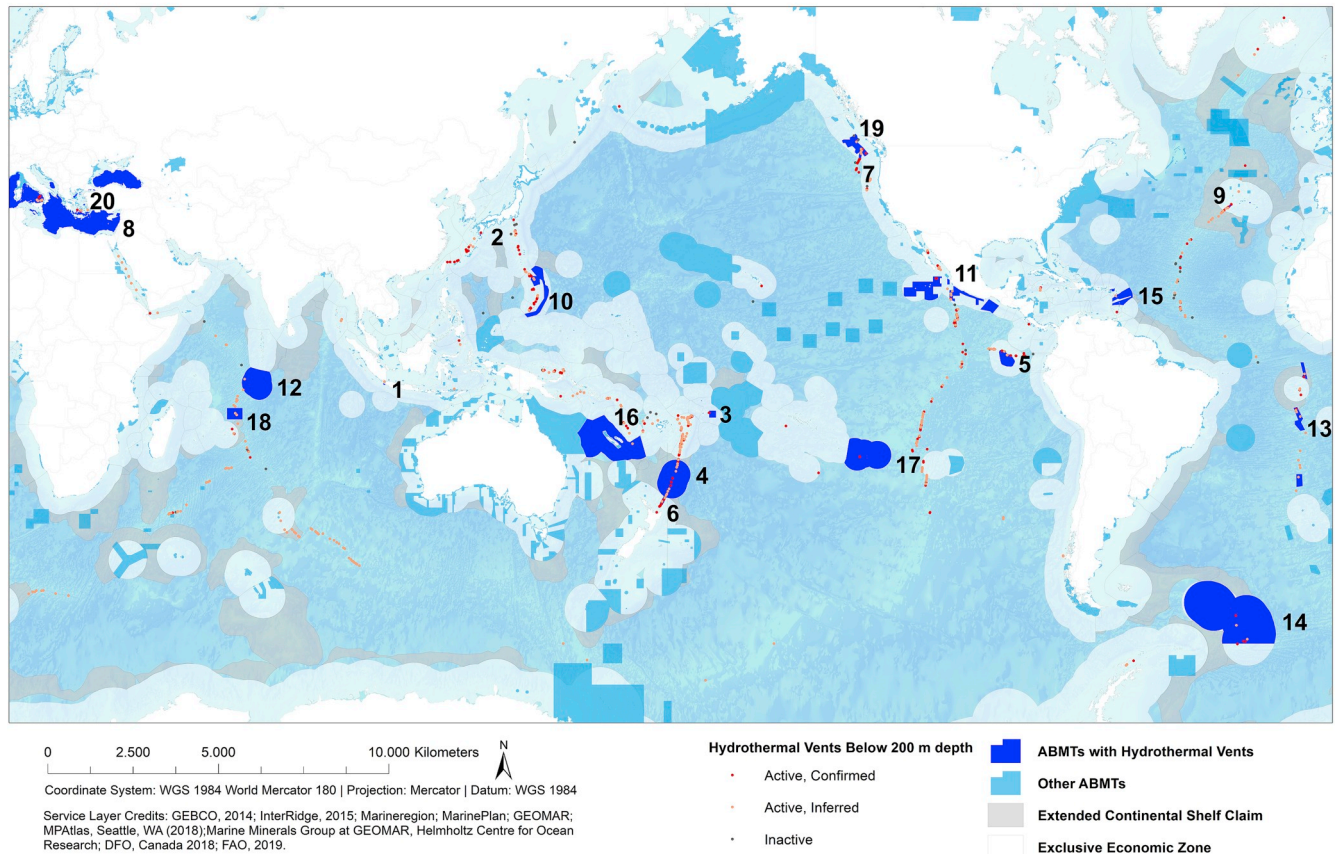 19
7
9
20
8
2
11
10
15
5
12
1
3
18
16
13
4
17
6
14
0 2.500 5.000 10.000 Kilometers
N
Coordinate System: WGS 1984 World Mercator 180 | Projection: Mercator | Datum: WGS 1984
Service Layer Credits: GEBCO, 2014; InterRidge, 2015; Marineregion; MarinePlan; GEOMAR;
MPAtlas, Seattle, WA (2018);Marine Minerals Group at GEOMAR, Helmholtz Centre for Ocean
Research; DFO, Canada 2018; FAO, 2019.
Hydrothermal Vents Below 200 m depth
Active, Confirmed
Active, Inferred
Inactive
ABMTs with Hydrothermal Vents
Other ABMTs
Extended Continental Shelf Claim
Exclusive Economic Zone